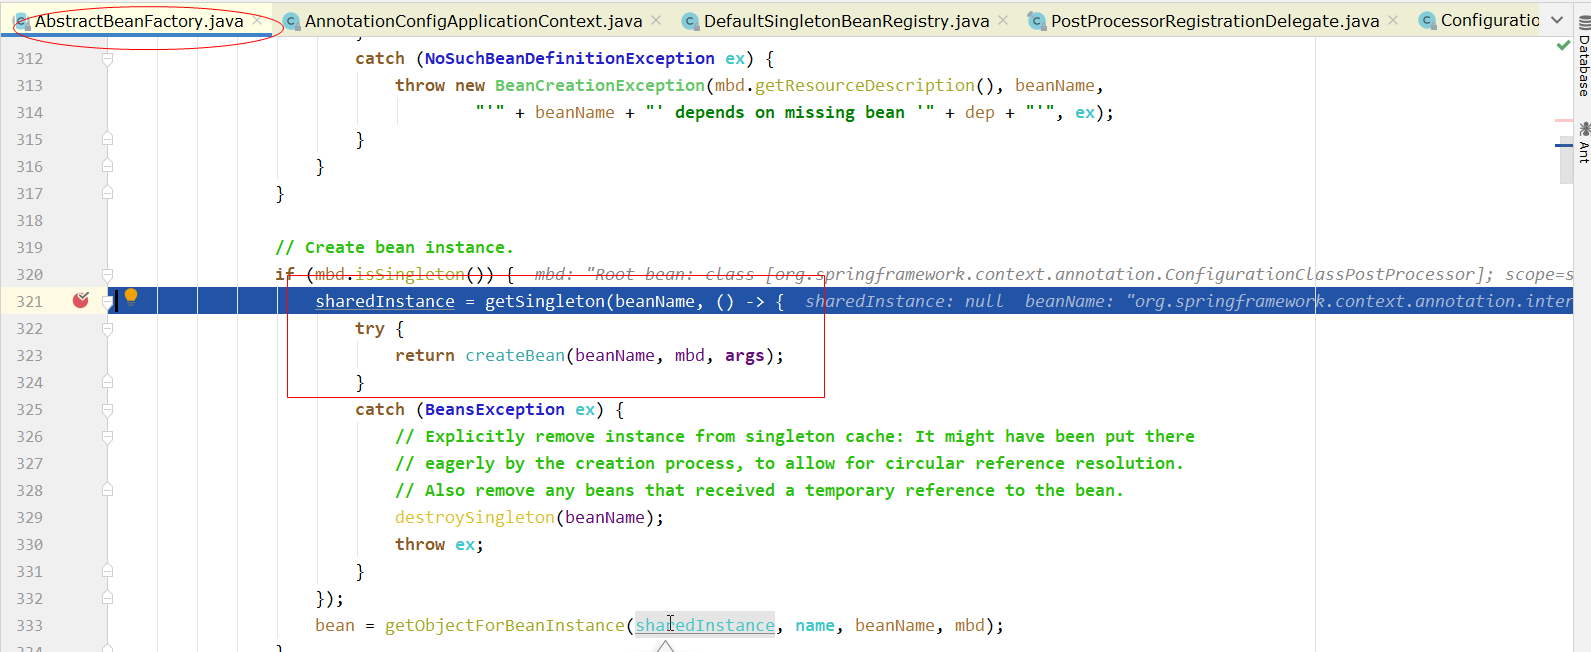 AbstractBeanFactory.java AnnotationConfigApplicationContext.java DefaultSingletonBeanRegistry.java PostProcessorRegistrationDelegate.java Configuratio
Database
Ant
312 catch (NoSuchBeanDefinitionException ex) {
313 throw new BeanCreationException(mbd.getResourceDescription(), beanName,
314 "'" + beanName + "' depends on missing bean '" + dep + "'", ex);
315 }
316 }
317 }
318
319 // Create bean instance.
320 if (mbd.isSingleton()) { mbd: "Root bean: class [org.springframework.context.annotation.ConfigurationClassPostProcessor]; scope=s
321 sharedInstance = getSingleton(beanName, () -> { sharedInstance: null beanName: "org.springframework.context.annotation.inter
322 try {
323 return createBean(beanName, mbd, args);
324 }
325 catch (BeansException ex) {
326 // Explicitly remove instance from singleton cache: It might have been put there
327 // eagerly by the creation process, to allow for circular reference resolution.
328 // Also remove any beans that received a temporary reference to the bean.
329 destroySingleton(beanName);
330 throw ex;
331 }
332 });
333 bean = getObjectForBeanInstance(sharedInstance, name, beanName, mbd);